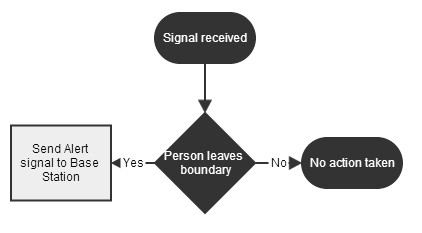 Signal received
Send Alert
signal to Base
Station
Yes
Person leaves
boundary
No
No action taken